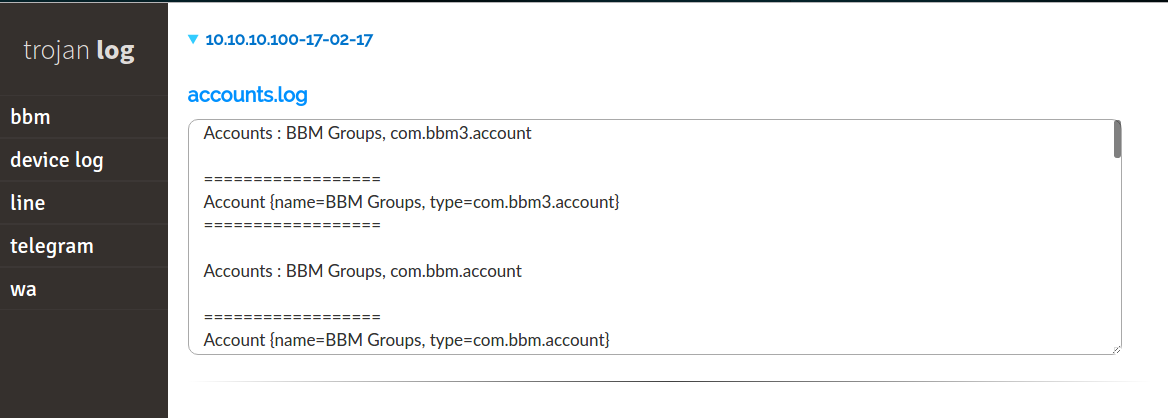 trojan log
bbm
device log
line
telegram
wa
▼ 10.10.10.100-17-02-17
accounts.log
Accounts : BBM Groups, com.bbm3.account
==================
Account {name=BBM Groups, type=com.bbm3.account}
==================
Accounts : BBM Groups, com.bbm.account
==================
Account {name=BBM Groups, type=com.bbm.account}